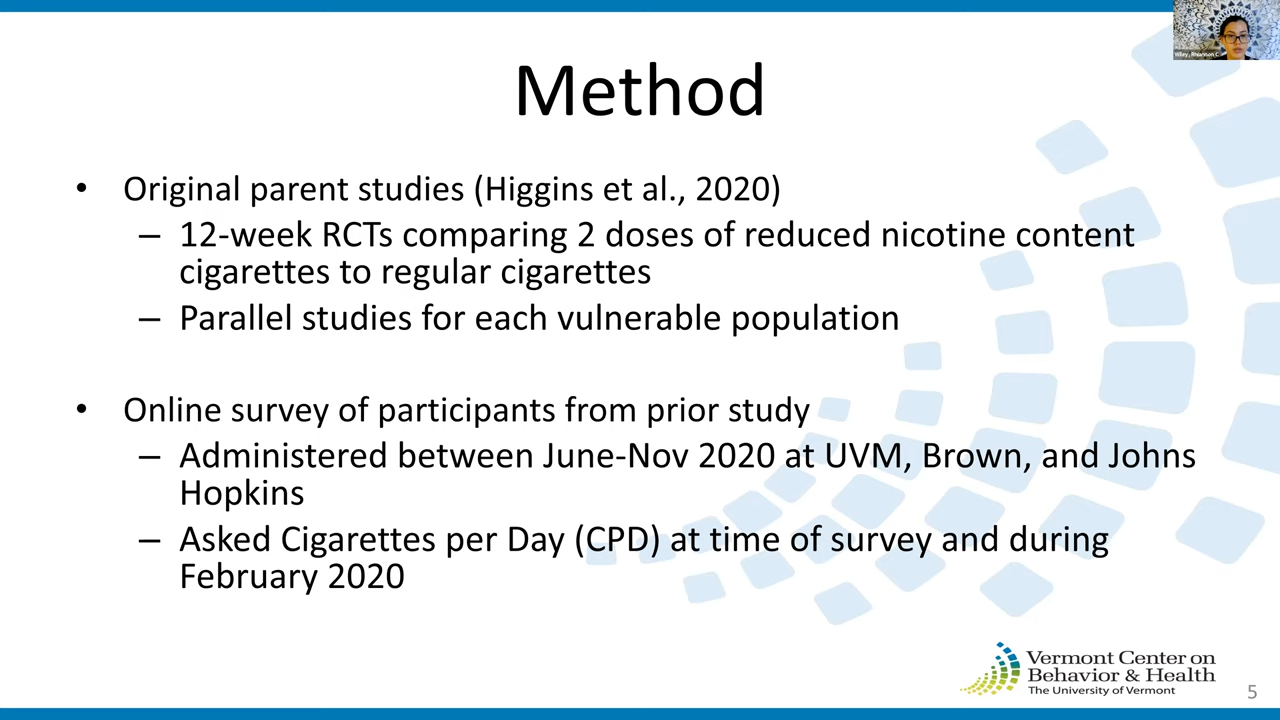 Wiley, Rhiannon C
Method
• Original parent studies (Higgins et al., 2020)
– 12-week RCTs comparing 2 doses of reduced nicotine content
cigarettes to regular cigarettes
– Parallel studies for each vulnerable population
• Online survey of participants from prior study
– Administered between June-Nov 2020 at UVM, Brown, and Johns
Hopkins
– Asked Cigarettes per Day (CPD) at time of survey and during
February 2020
Vermont Center on
Behavior & Health
The University of Vermont
5